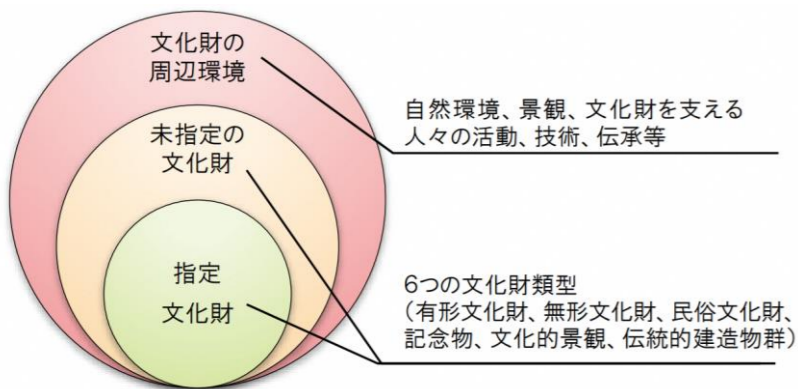 文化財の
周辺環境
未指定の
文化財
指定
文化財
自然環境、景観、文化財を支える
人々の活動、技術、伝承等
6つの文化財類型
（有形文化財、無形文化財、民俗文化財、
記念物、文化的景観、伝統的建造物群）